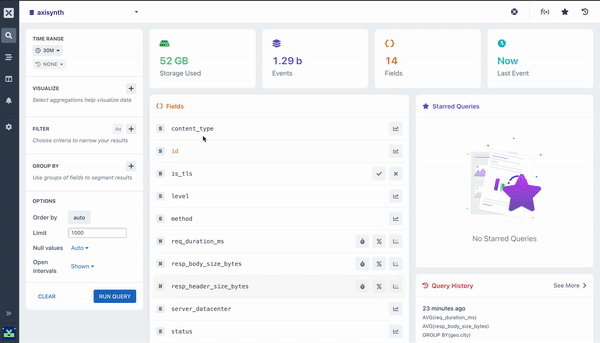 axisynth
f(x)
TIME RANGE
30M
NONE
VISUALIZE
Select aggregations help visualize data
FILTER
Aa
Choose criteria to narrow your results
GROUP BY
Use groups of fields to segment results
OPTIONS
Order by
auto
Limit
1000
Null values
Auto
Open
intervals
Shown
CLEAR
RUN QUERY
52 GB
Storage Used
1.29 b
Events
14
Fields
Now
Last Event
Fields
content_type
id
is_tls
level
method
req_duration_ms
resp_body_size_bytes
resp_header_size_bytes
server_datacenter
status
Starred Queries
No Starred Queries
Query History
See More
23 minutes ago
AVG(req_duration_ms)
AVG(resp_body_size_bytes)
GROUP BY(geo.city)